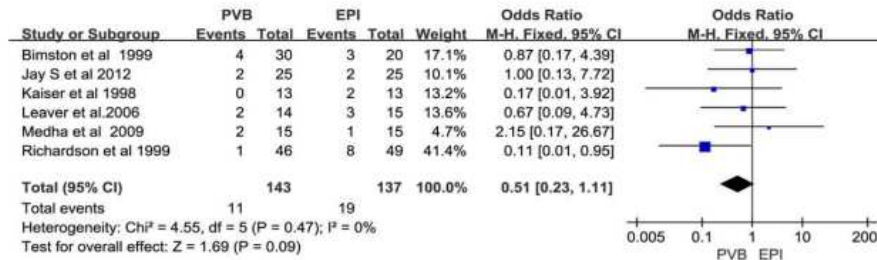 PVB EPI Odds Ratio Odds Ratio
Study or Subgroup Events Total Events Total Weight M-H. Fixed. 95% CI M-H. Fixed. 95% CI
Bimston et al 1999 4 30 3 20 17.1% 0.87 [0.17, 4.39]
Jay S et al 2012 2 25 2 25 10.1% 1.00 [0.13, 7.72]
Kaiser et al 1998 0 13 2 13 13.2% 0.17 [0.01, 3.92]
Leaver et al.2006 2 14 3 15 13.6% 0.67 [0.09, 4.73]
Medha et al 2009 2 15 1 15 4.7% 2.15 [0.17, 26.67]
Richardson et al 1999 1 46 8 49 41.4% 0.11 [0.01, 0.95]
Total (95% CI) 143 137 100.0% 0.51 [0.23, 1.11]
Total events 11 19
Heterogeneity: Chi² = 4.55, df = 5 (P = 0.47); I² = 0%
Test for overall effect: Z = 1.69 (P = 0.09)
0.005 0.1 1 10 200
PVB EPI